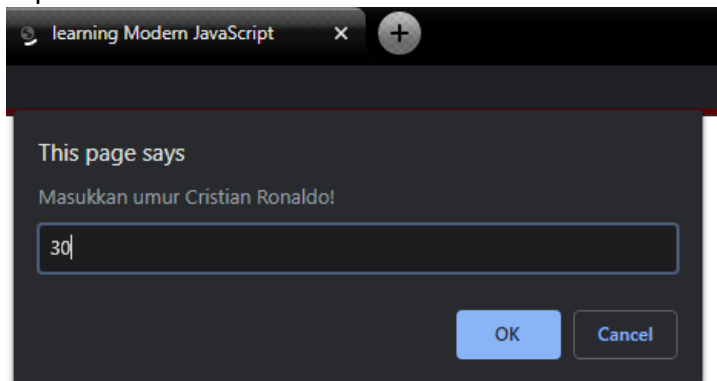 learning Modern JavaScript
This page says
Masukkan umur Cristian Ronaldo!
30
OK Cancel